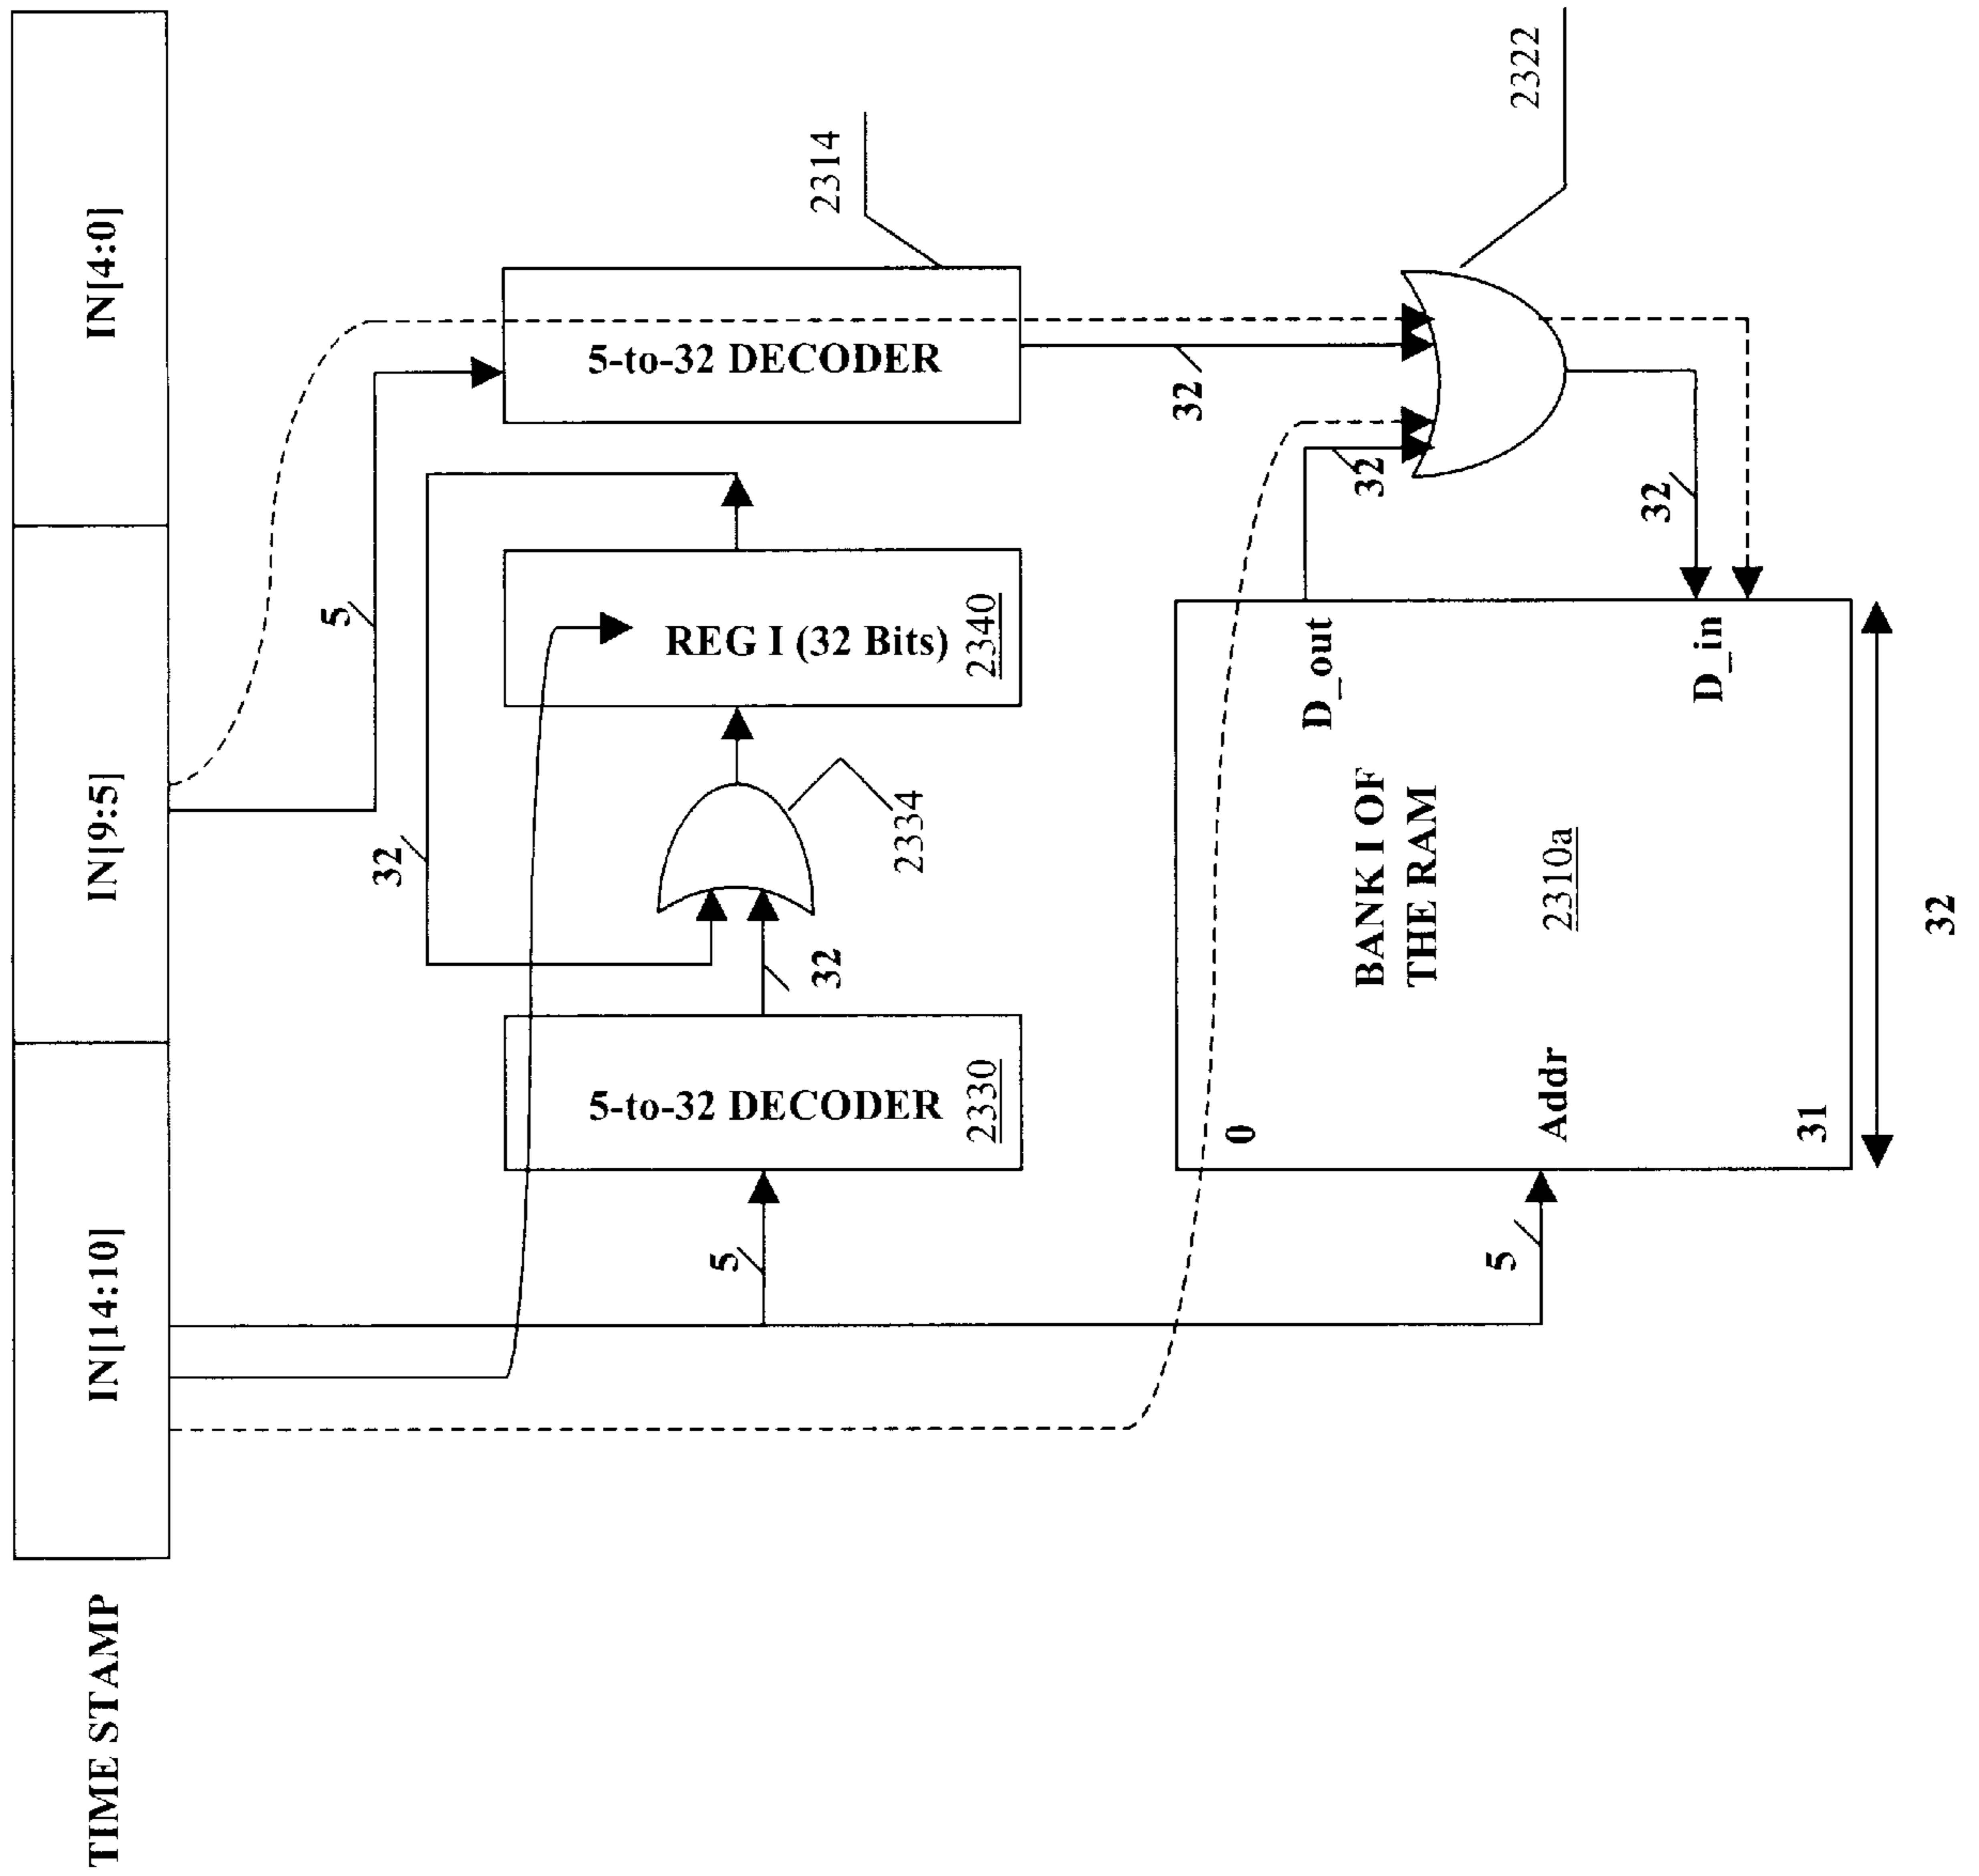 TIME STAMP
IN[14:10]
IN[9:5]
IN[4:0]
5
32
5-to-32 DECODER
2330
32
2334
REG I (32 Bits)
2340
5-to-32 DECODER
2314
5
32
32
2322
32
5
0
Addr
31
BANK I OF
THE RAM
2310a
D_out
D_in
32